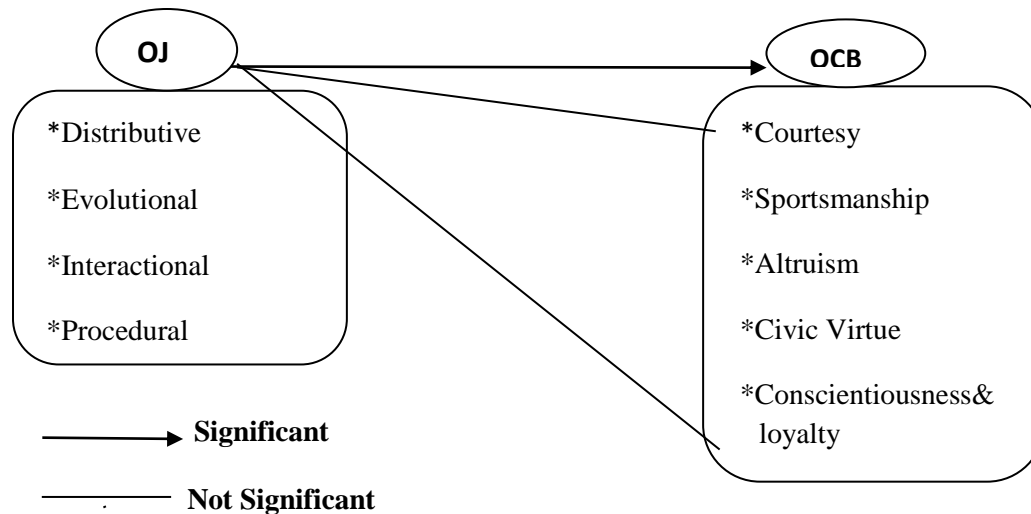 OJ
OCB
*Distributive
*Evolutional
*Interactional
*Procedural
*Courtesy
*Sportsmanship
*Altruism
*Civic Virtue
*Conscientiousness&
loyalty
Significant
Not Significant